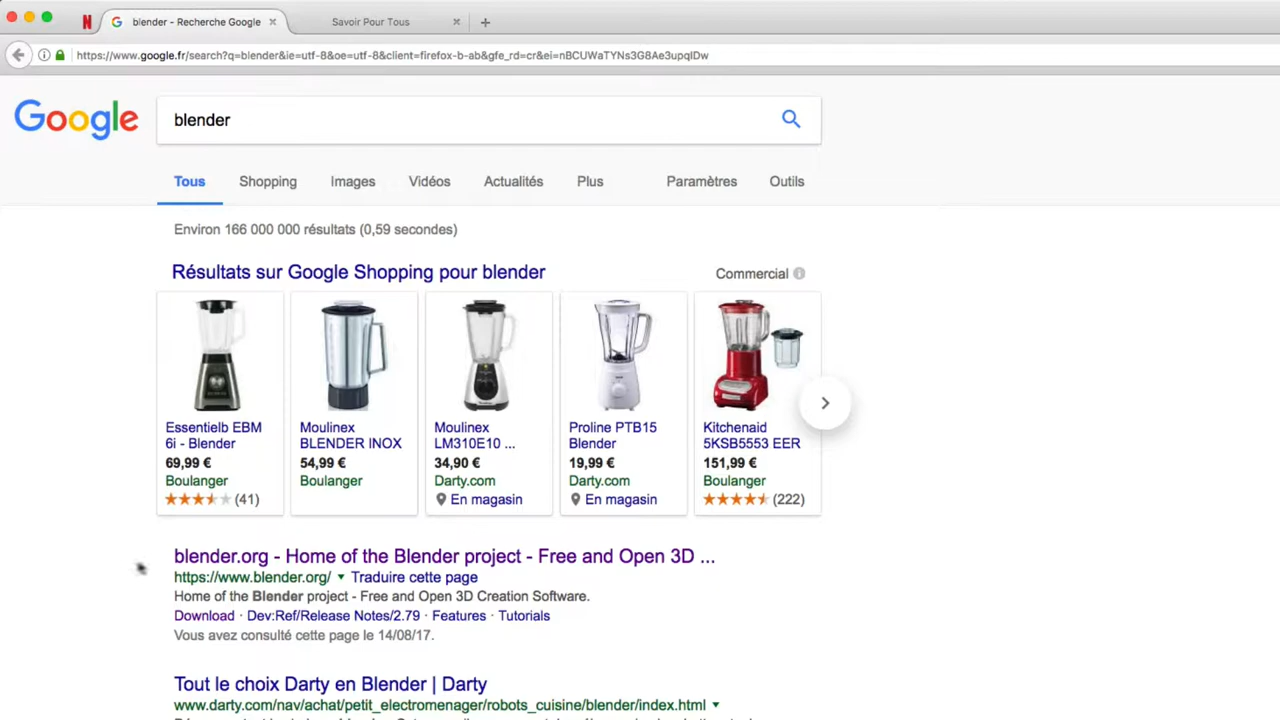 N
blender - Recherche Google
Savoir Pour Tous
https://www.google.fr/search?q=blender&ie=utf-8&oe=utf-8&client=firefox-b-ab&gfe_rd=cr&ei=nBCUWaTYNs3G8Ae3upqIDw
Google
blender
Tous Shopping Images Vidéos Actualités Plus Paramètres Outils
Environ 166 000 000 résultats (0,59 secondes)
Résultats sur Google Shopping pour blender
Commercial
Essentielb EBM
6i - Blender
69,99 €
Boulanger
(41)
Moulinex
BLENDER INOX
54,99 €
Boulanger
Moulinex
LM310E10 ...
34,90 €
Darty.com
En magasin
Proline PTB15
Blender
19,99 €
Darty.com
En magasin
Kitchenaid
5KSB5553 EER
151,99 €
Boulanger
(222)
blender.org - Home of the Blender project - Free and Open 3D ...
https://www.blender.org/ Traduire cette page
Home of the Blender project - Free and Open 3D Creation Software.
Download · Dev:Ref/Release Notes/2.79 · Features · Tutorials
Vous avez consulté cette page le 14/08/17.
Tout le choix Darty en Blender | Darty
www.darty.com/nav/achat/petit_electromenager/robots_cuisine/blender/index.html